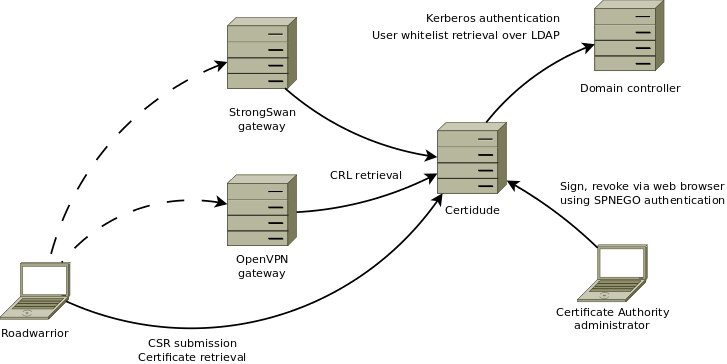 Kerberos authentication
User whitelist retrieval over LDAP
Domain controller
StrongSwan
gateway
CRL retrieval
Certidude
Sign, revoke via web browser
using SPNEGO authentication
OpenVPN
gateway
Roadwarrior
Certificate Authority
administrator
CSR submission
Certificate retrieval